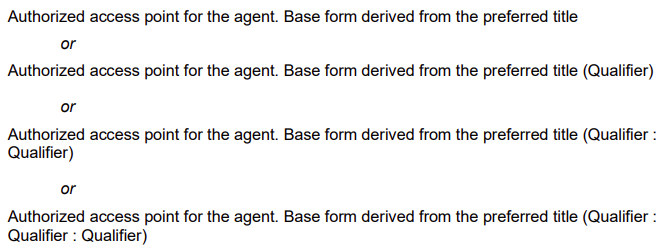 Authorized access point for the agent. Base form derived from the preferred title
or
Authorized access point for the agent. Base form derived from the preferred title (Qualifier)
or
Authorized access point for the agent. Base form derived from the preferred title (Qualifier :
Qualifier)
or
Authorized access point for the agent. Base form derived from the preferred title (Qualifier :
Qualifier : Qualifier)